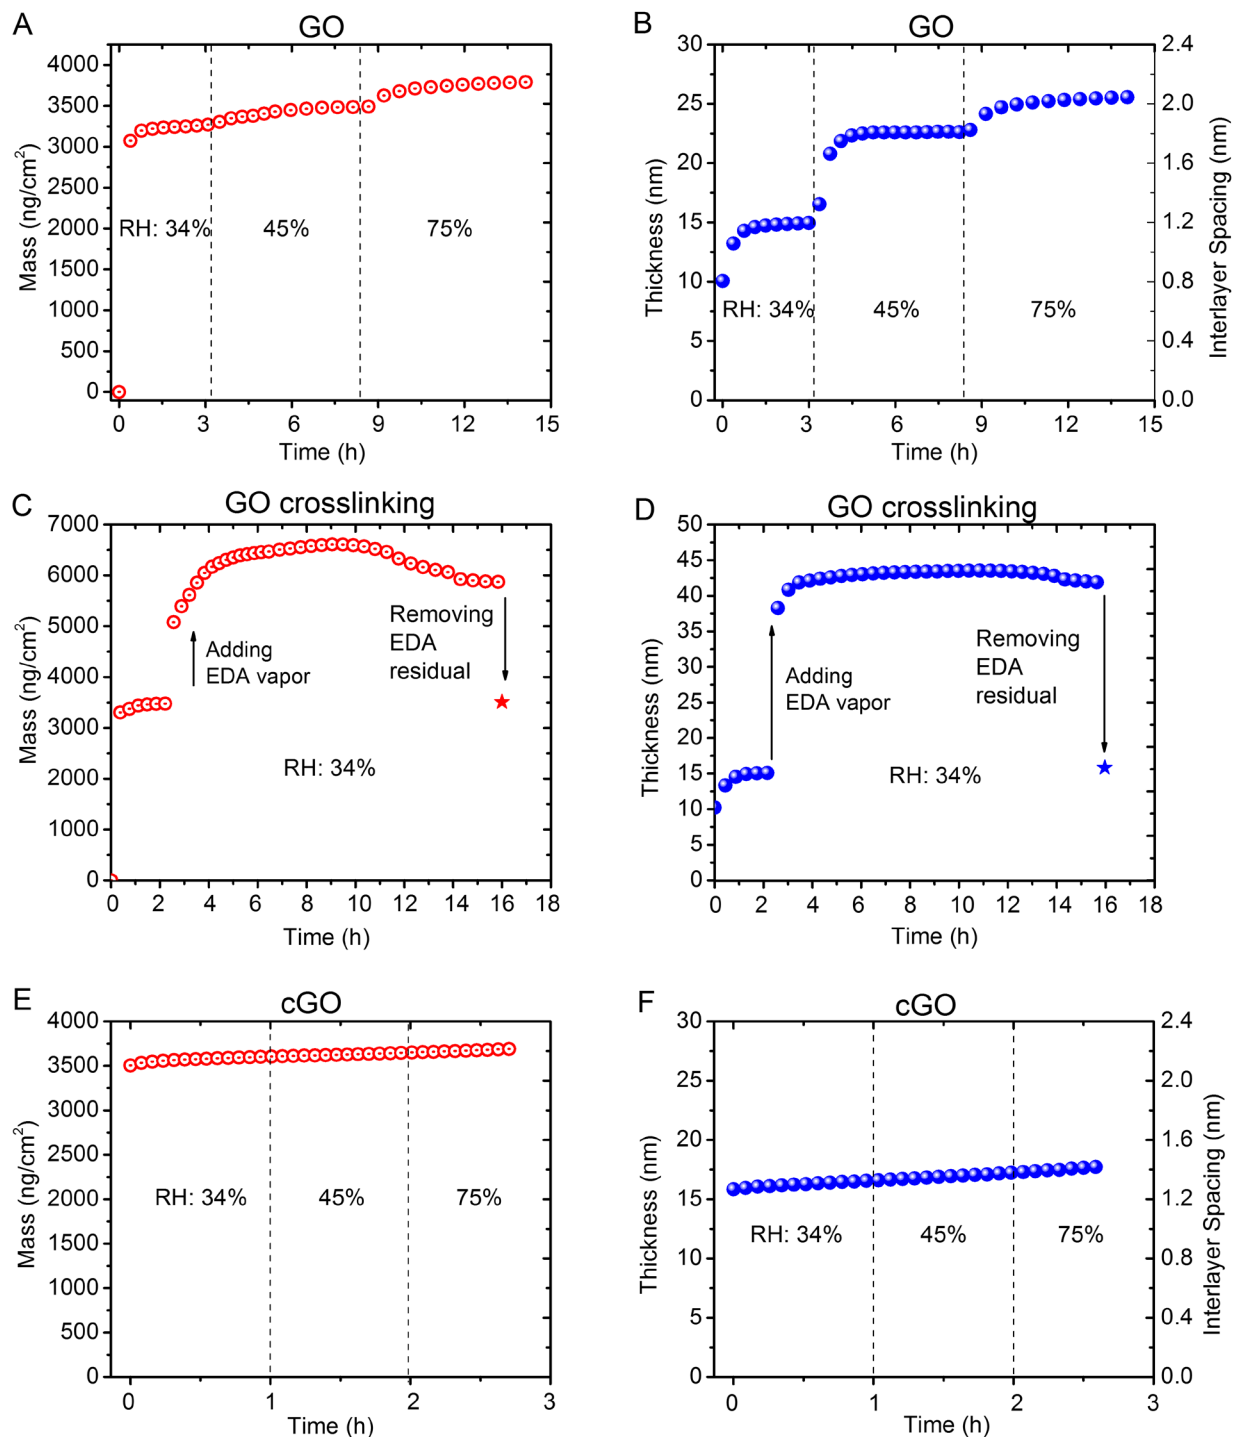 A
GO
4000
3500
3000
2500
2000
1500
1000
500
0
Mass (ng/cm²)
RH: 34%
45%
75%
0
3
6
9
12
15
Time (h)
B
GO
30
25
20
15
10
5
0
Thickness (nm)
2.4
2.0
1.6
1.2
0.8
0.4
0.0
Interlayer Spacing (nm)
RH: 34%
45%
75%
0
3
6
9
12
15
Time (h)
C
GO crosslinking
7000
6000
5000
4000
3000
2000
1000
0
Mass (ng/cm²)
Adding
EDA vapor
Removing
EDA
residual
RH: 34%
0
2
4
6
8
10
12
14
16
18
Time (h)
D
GO crosslinking
50
45
40
35
30
25
20
15
10
5
0
Thickness (nm)
Adding
EDA vapor
Removing
EDA
residual
RH: 34%
0
2
4
6
8
10
12
14
16
18
Time (h)
E
cGO
4000
3500
3000
2500
2000
1500
1000
500
0
Mass (ng/cm²)
RH: 34%
45%
75%
0
1
2
3
Time (h)
F
cGO
30
25
20
15
10
5
0
Thickness (nm)
2.4
2.0
1.6
1.2
0.8
0.4
0.0
Interlayer Spacing (nm)
RH: 34%
45%
75%
0
1
2
3
Time (h)